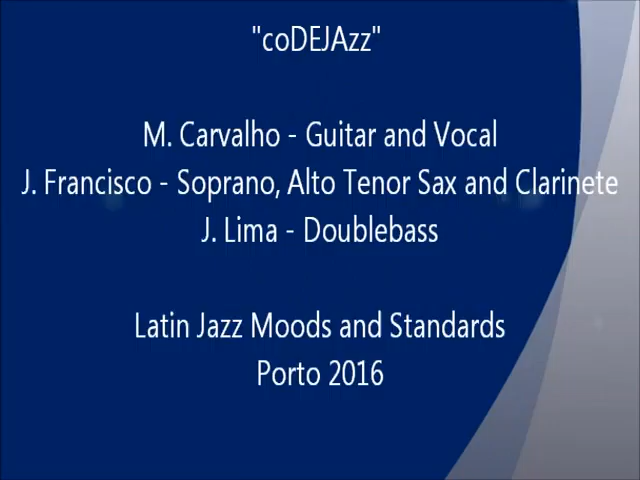 "coDEJAzz"
M. Carvalho - Guitar and Vocal
J. Francisco - Soprano, Alto Tenor Sax and Clarinete
J. Lima - Doublebass
Latin Jazz Moods and Standards
Porto 2016